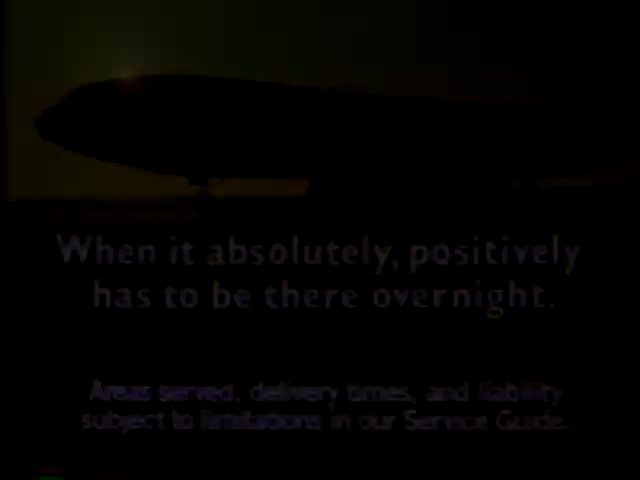 When it absolutely, positively
has to be there overnight.
Areas served, delivery times, and liability
subject to limitations in our Service Guide.